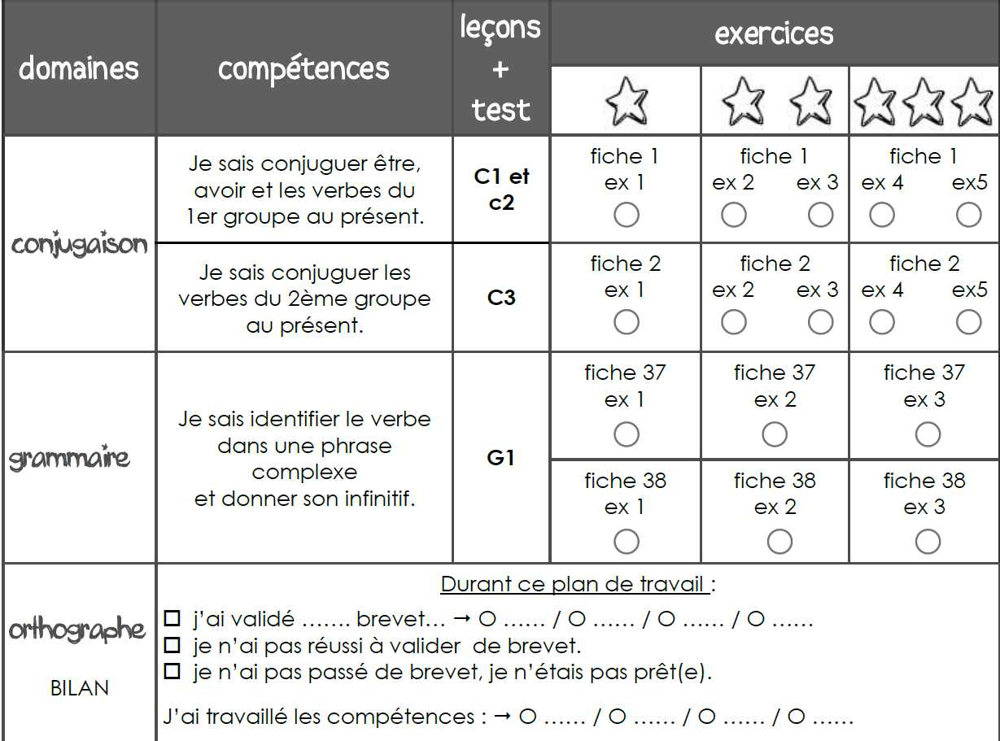 domaines
compétences
leçons
+
test
exercices
conjugaison
Je sais conjuguer être,
avoir et les verbes du
1er groupe au présent.
C1 et
c2
fiche 1
ex 1
fiche 1
ex 2 ex 3
fiche 1
ex 4 ex5
Je sais conjuguer les
verbes du 2ème groupe
au présent.
C3
fiche 2
ex 1
fiche 2
ex 2 ex 3
fiche 2
ex 4 ex5
grammaire
Je sais identifier le verbe
dans une phrase
complexe
et donner son infinitif.
G1
fiche 37
ex 1
fiche 37
ex 2
fiche 37
ex 3
fiche 38
ex 1
fiche 38
ex 2
fiche 38
ex 3
orthographe
BILAN
Durant ce plan de travail :
j'ai validé ……. brevet… → O …… / O …… / O …… / O ……
je n'ai pas réussi à valider  de brevet.
je n'ai pas passé de brevet, je n'étais pas prêt(e).
J'ai travaillé les compétences : → O …… / O …… / O …… / O ……